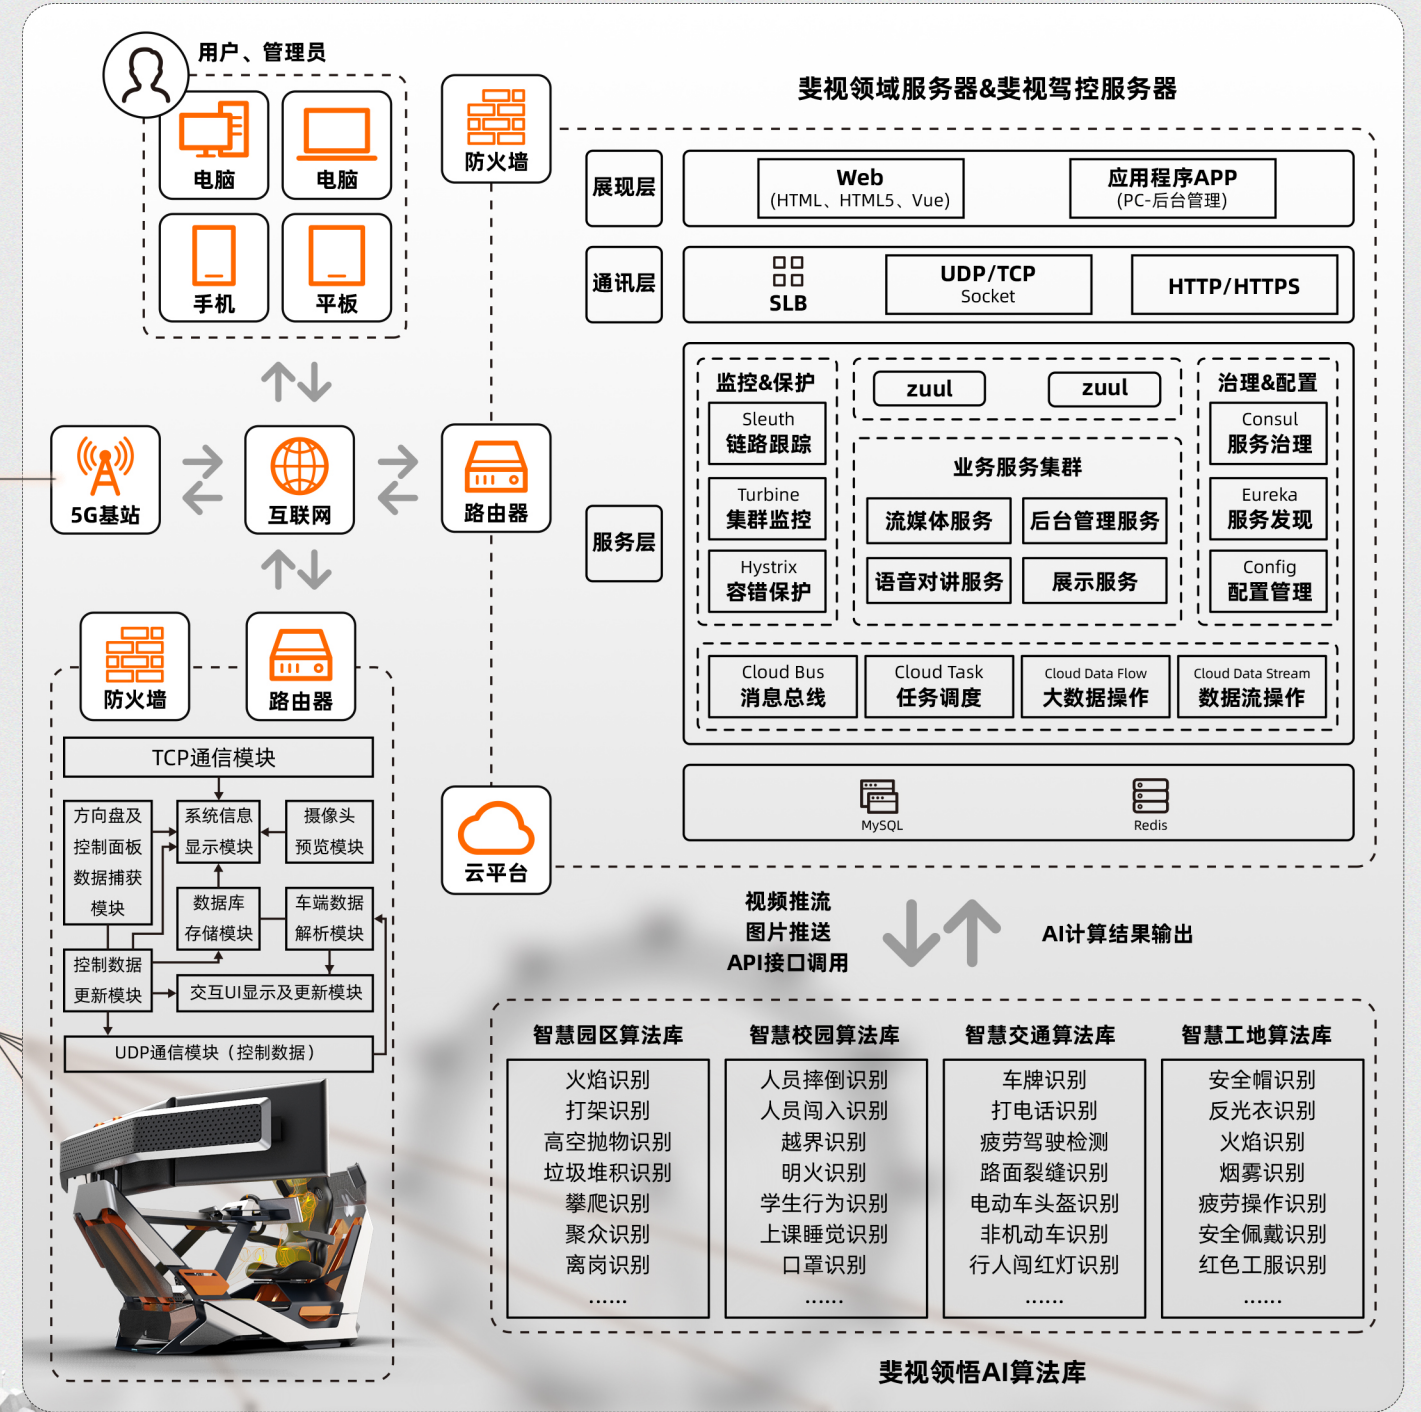 用户、管理员
电脑
电脑
手机
平板
5G基站
互联网
路由器
防火墙
防火墙
路由器
TCP通信模块
方向盘及
控制面板
数据捕获
模块
系统信息
显示模块
摄像头
预览模块
数据库
存储模块
车端数据
解析模块
控制数据
更新模块
交互UI显示及更新模块
UDP通信模块（控制数据）
云平台
斐视领域服务器&斐视驾控服务器
展现层
Web
(HTML、HTML5、Vue)
应用程序APP
(PC-后台管理)
通讯层
SLB
UDP/TCP
Socket
HTTP/HTTPS
服务层
监控&保护
Sleuth
链路跟踪
Turbine
集群监控
Hystrix
容错保护
zuul
zuul
业务服务集群
流媒体服务
后台管理服务
语音对讲服务
展示服务
治理&配置
Consul
服务治理
Eureka
服务发现
Config
配置管理
Cloud Bus
消息总线
Cloud Task
任务调度
Cloud Data Flow
大数据操作
Cloud Data Stream
数据流操作
MySQL
Redis
视频推流
图片推送
API接口调用
AI计算结果输出
智慧园区算法库
火焰识别
打架识别
高空抛物识别
垃圾堆积识别
攀爬识别
聚众识别
离岗识别
......
智慧校园算法库
人员摔倒识别
人员闯入识别
越界识别
明火识别
学生行为识别
上课睡觉识别
口罩识别
......
智慧交通算法库
车牌识别
打电话识别
疲劳驾驶检测
路面裂缝识别
电动车头盔识别
非机动车识别
行人闯红灯识别
......
智慧工地算法库
安全帽识别
反光衣识别
火焰识别
烟雾识别
疲劳操作识别
安全佩戴识别
红色工服识别
......
斐视领悟AI算法库